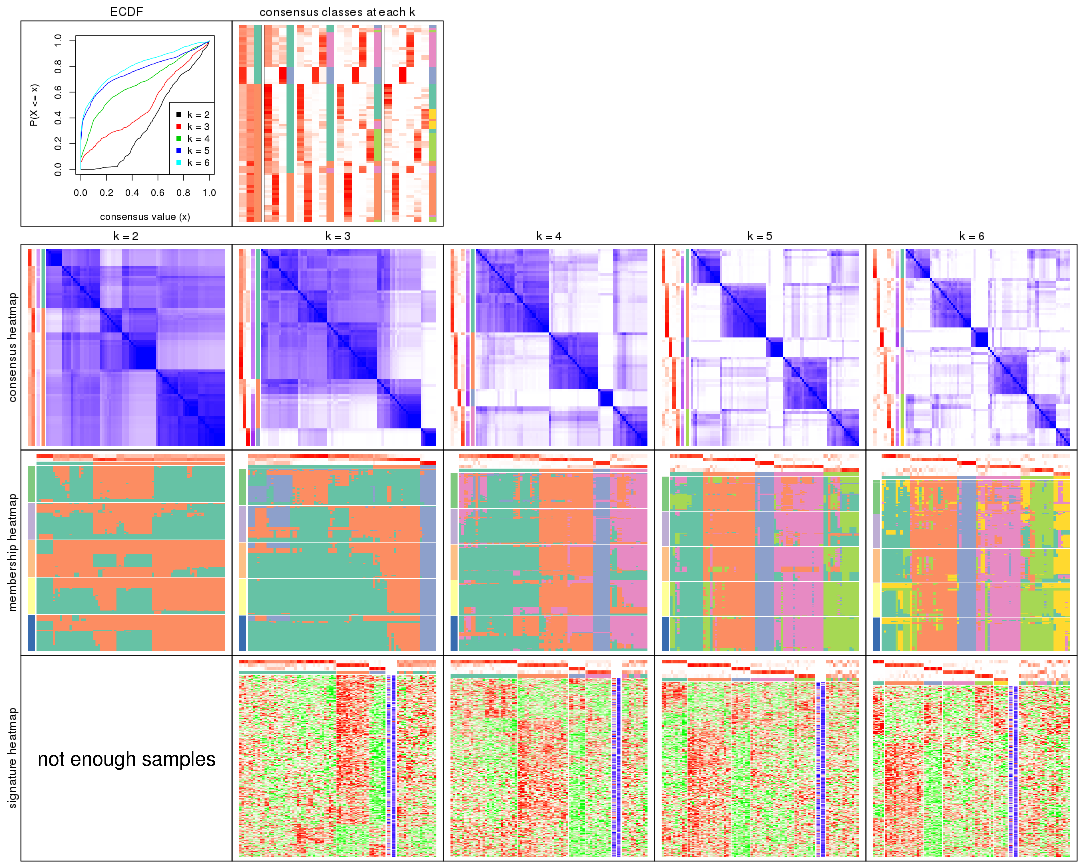 ECDF
consensus classes at each k
P(X <= x)
0.0 0.2 0.4 0.6 0.8 1.0
k = 2
k = 3
k = 4
k = 5
k = 6
0.0 0.2 0.4 0.6 0.8 1.0
consensus value (x)
k = 2 k = 3 k = 4 k = 5 k = 6
consensus heatmap
membership heatmap
signature heatmap
not enough samples